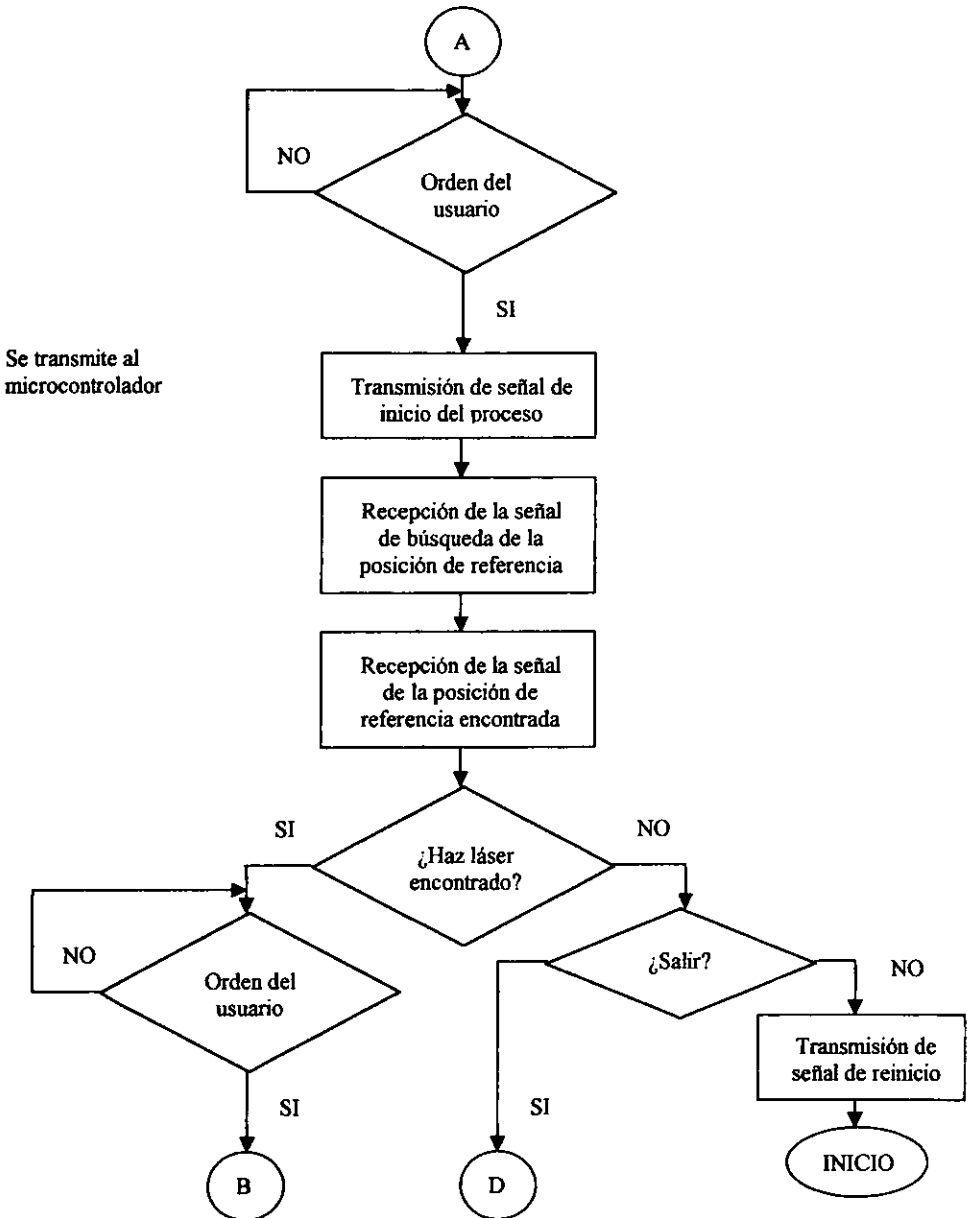 A
NO
Orden del
usuario
SI
Se transmite al
microcontrolador
Transmisión de señal de
inicio del proceso
Recepción de la señal
de búsqueda de la
posición de referencia
Recepción de la señal
de la posición de
referencia encontrada
SI
NO
¿Haz láser
encontrado?
NO
Orden del
usuario
¿Salir?
NO
Transmisión de
señal de reinicio
SI
SI
B
D
INICIO